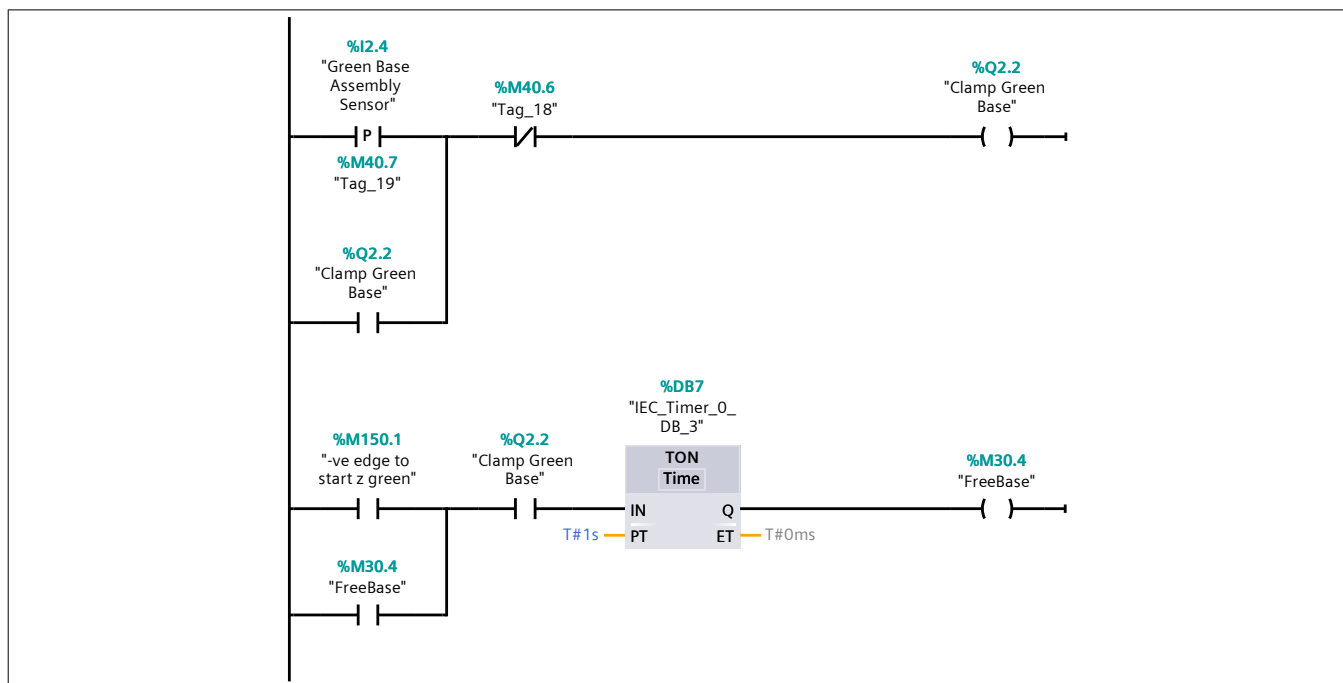 %I2.4
"Green Base
Assembly
Sensor"
P
%M40.7
"Tag_19"
%M40.6
"Tag_18"
%Q2.2
"Clamp Green
Base"
%Q2.2
"Clamp Green
Base"
%DB7
"IEC_Timer_0_
DB_3"
%M150.1
"-ve edge to
start z green"
%Q2.2
"Clamp Green
Base"
TON
Time
IN Q
T#1s PT ET T#0ms
%M30.4
"FreeBase"
%M30.4
"FreeBase"